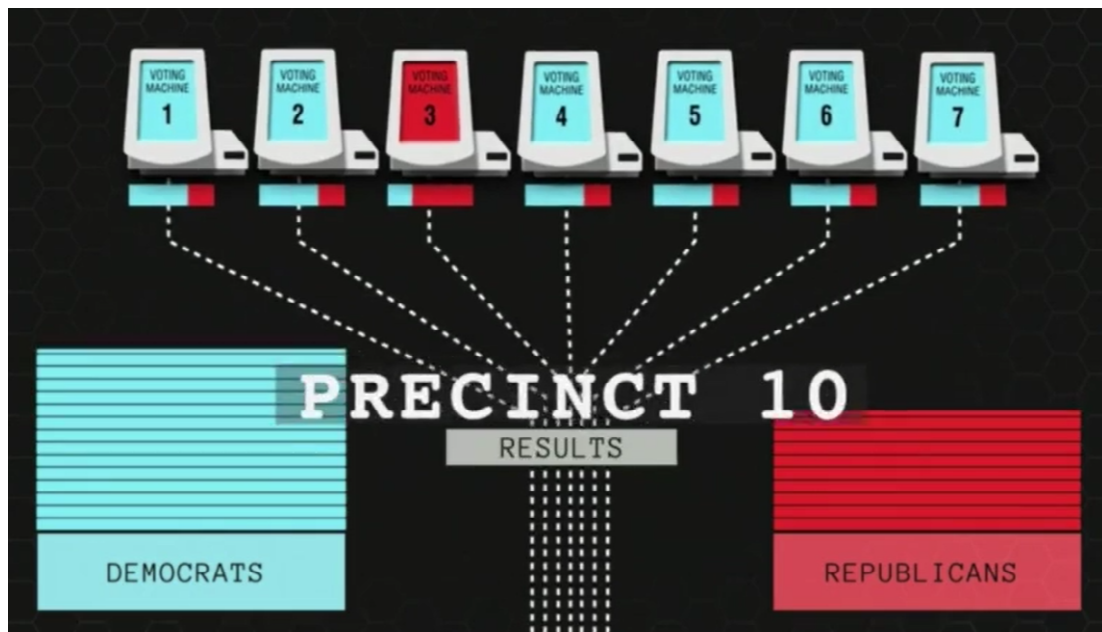 VOTING
MACHINE
1
VOTING
MACHINE
2
VOTING
MACHINE
3
VOTING
MACHINE
4
VOTING
MACHINE
5
VOTING
MACHINE
6
VOTING
MACHINE
7
PRECINCT 10
RESULTS
DEMOCRATS
REPUBLICANS